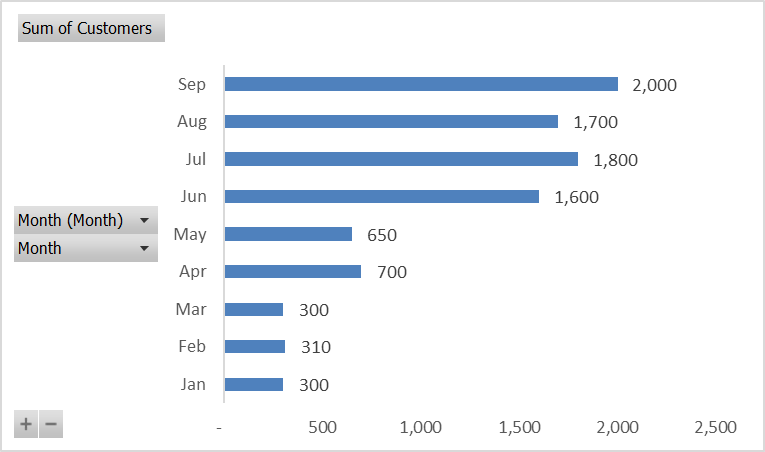 Sum of Customers
Sep 2,000
Aug 1,700
Jul 1,800
Jun 1,600
Month (Month)
May 650
Month
Apr 700
Mar 300
Feb 310
Jan 300
+ −
- 500 1,000 1,500 2,000 2,500